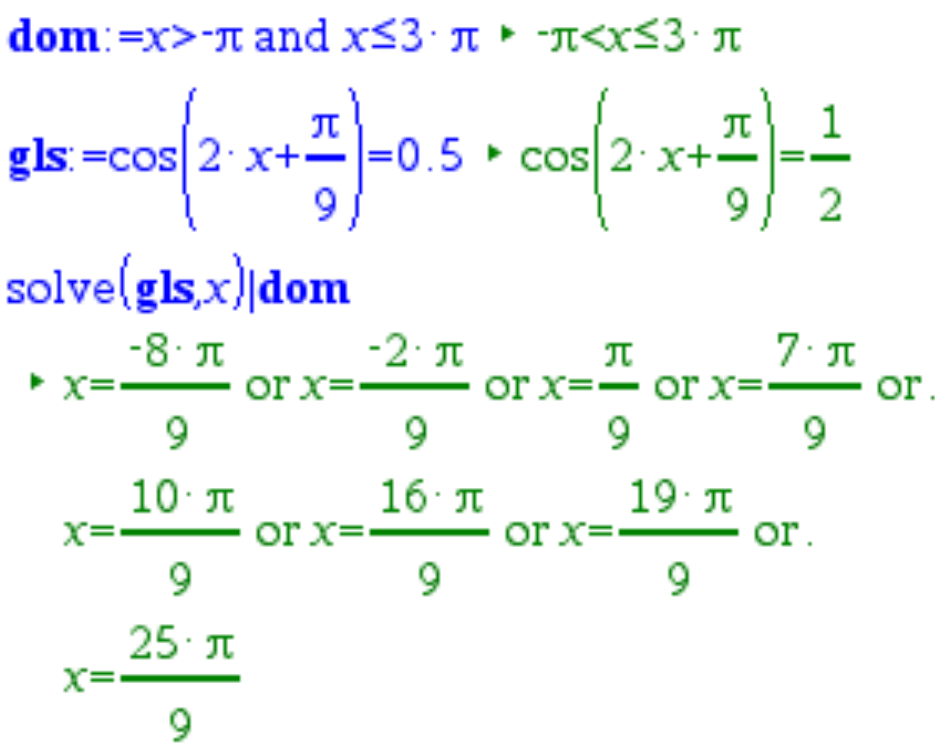 dom:=x>-π and x≤3· π ▸ -π<x≤3· π
gls:=cos(2· x+π/9)=0.5 ▸ cos(2· x+π/9)=1/2
solve(gls,x)|dom
▸ x=-8· π/9 or x=-2· π/9 or x=π/9 or x=7· π/9 or.
x=10· π/9 or x=16· π/9 or x=19· π/9 or.
x=25· π/9